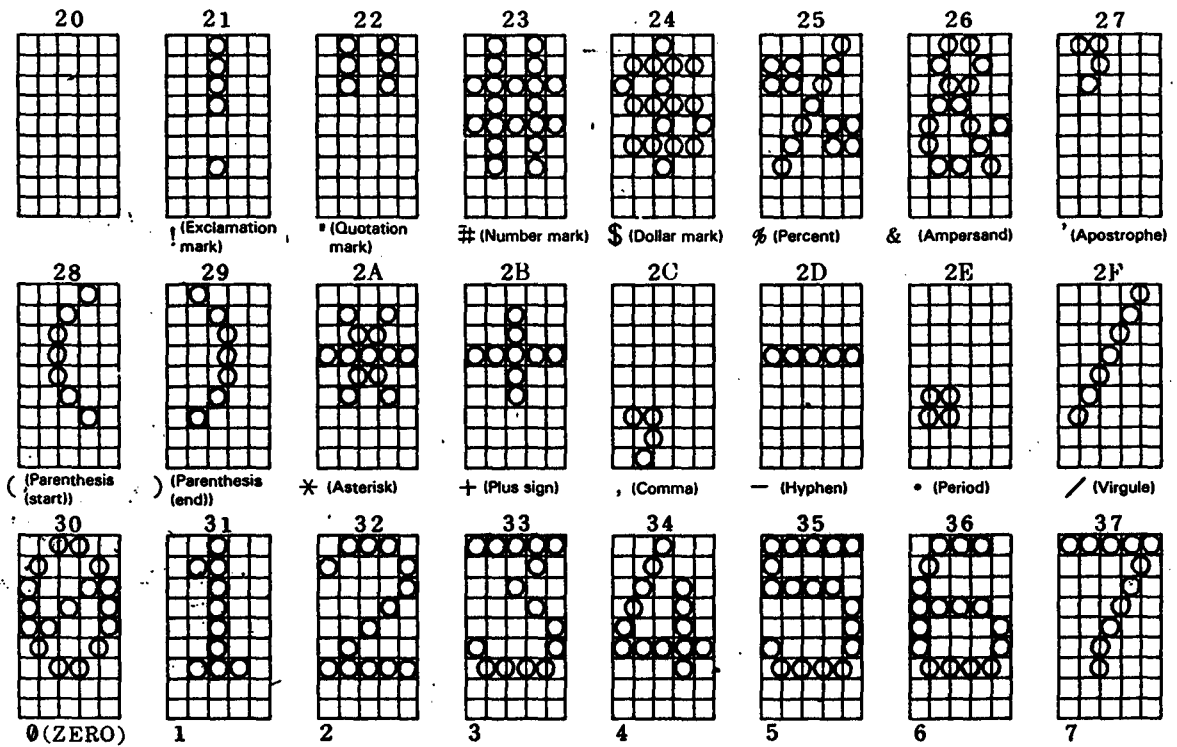 20 21 22 23 24 25 26 27
! (Exclamation mark) " (Quotation mark) # (Number mark) $ (Dollar mark) % (Percent) & (Ampersand) ' (Apostrophe)
28 29 2A 2B 2C 2D 2E 2F
( (Parenthesis (start)) ) (Parenthesis (end)) * (Asterisk) + (Plus sign) , (Comma) — (Hyphen) • (Period) / (Virgule)
30 31 32 33 34 35 36 37
0 (ZERO) 1 2 3 4 5 6 7